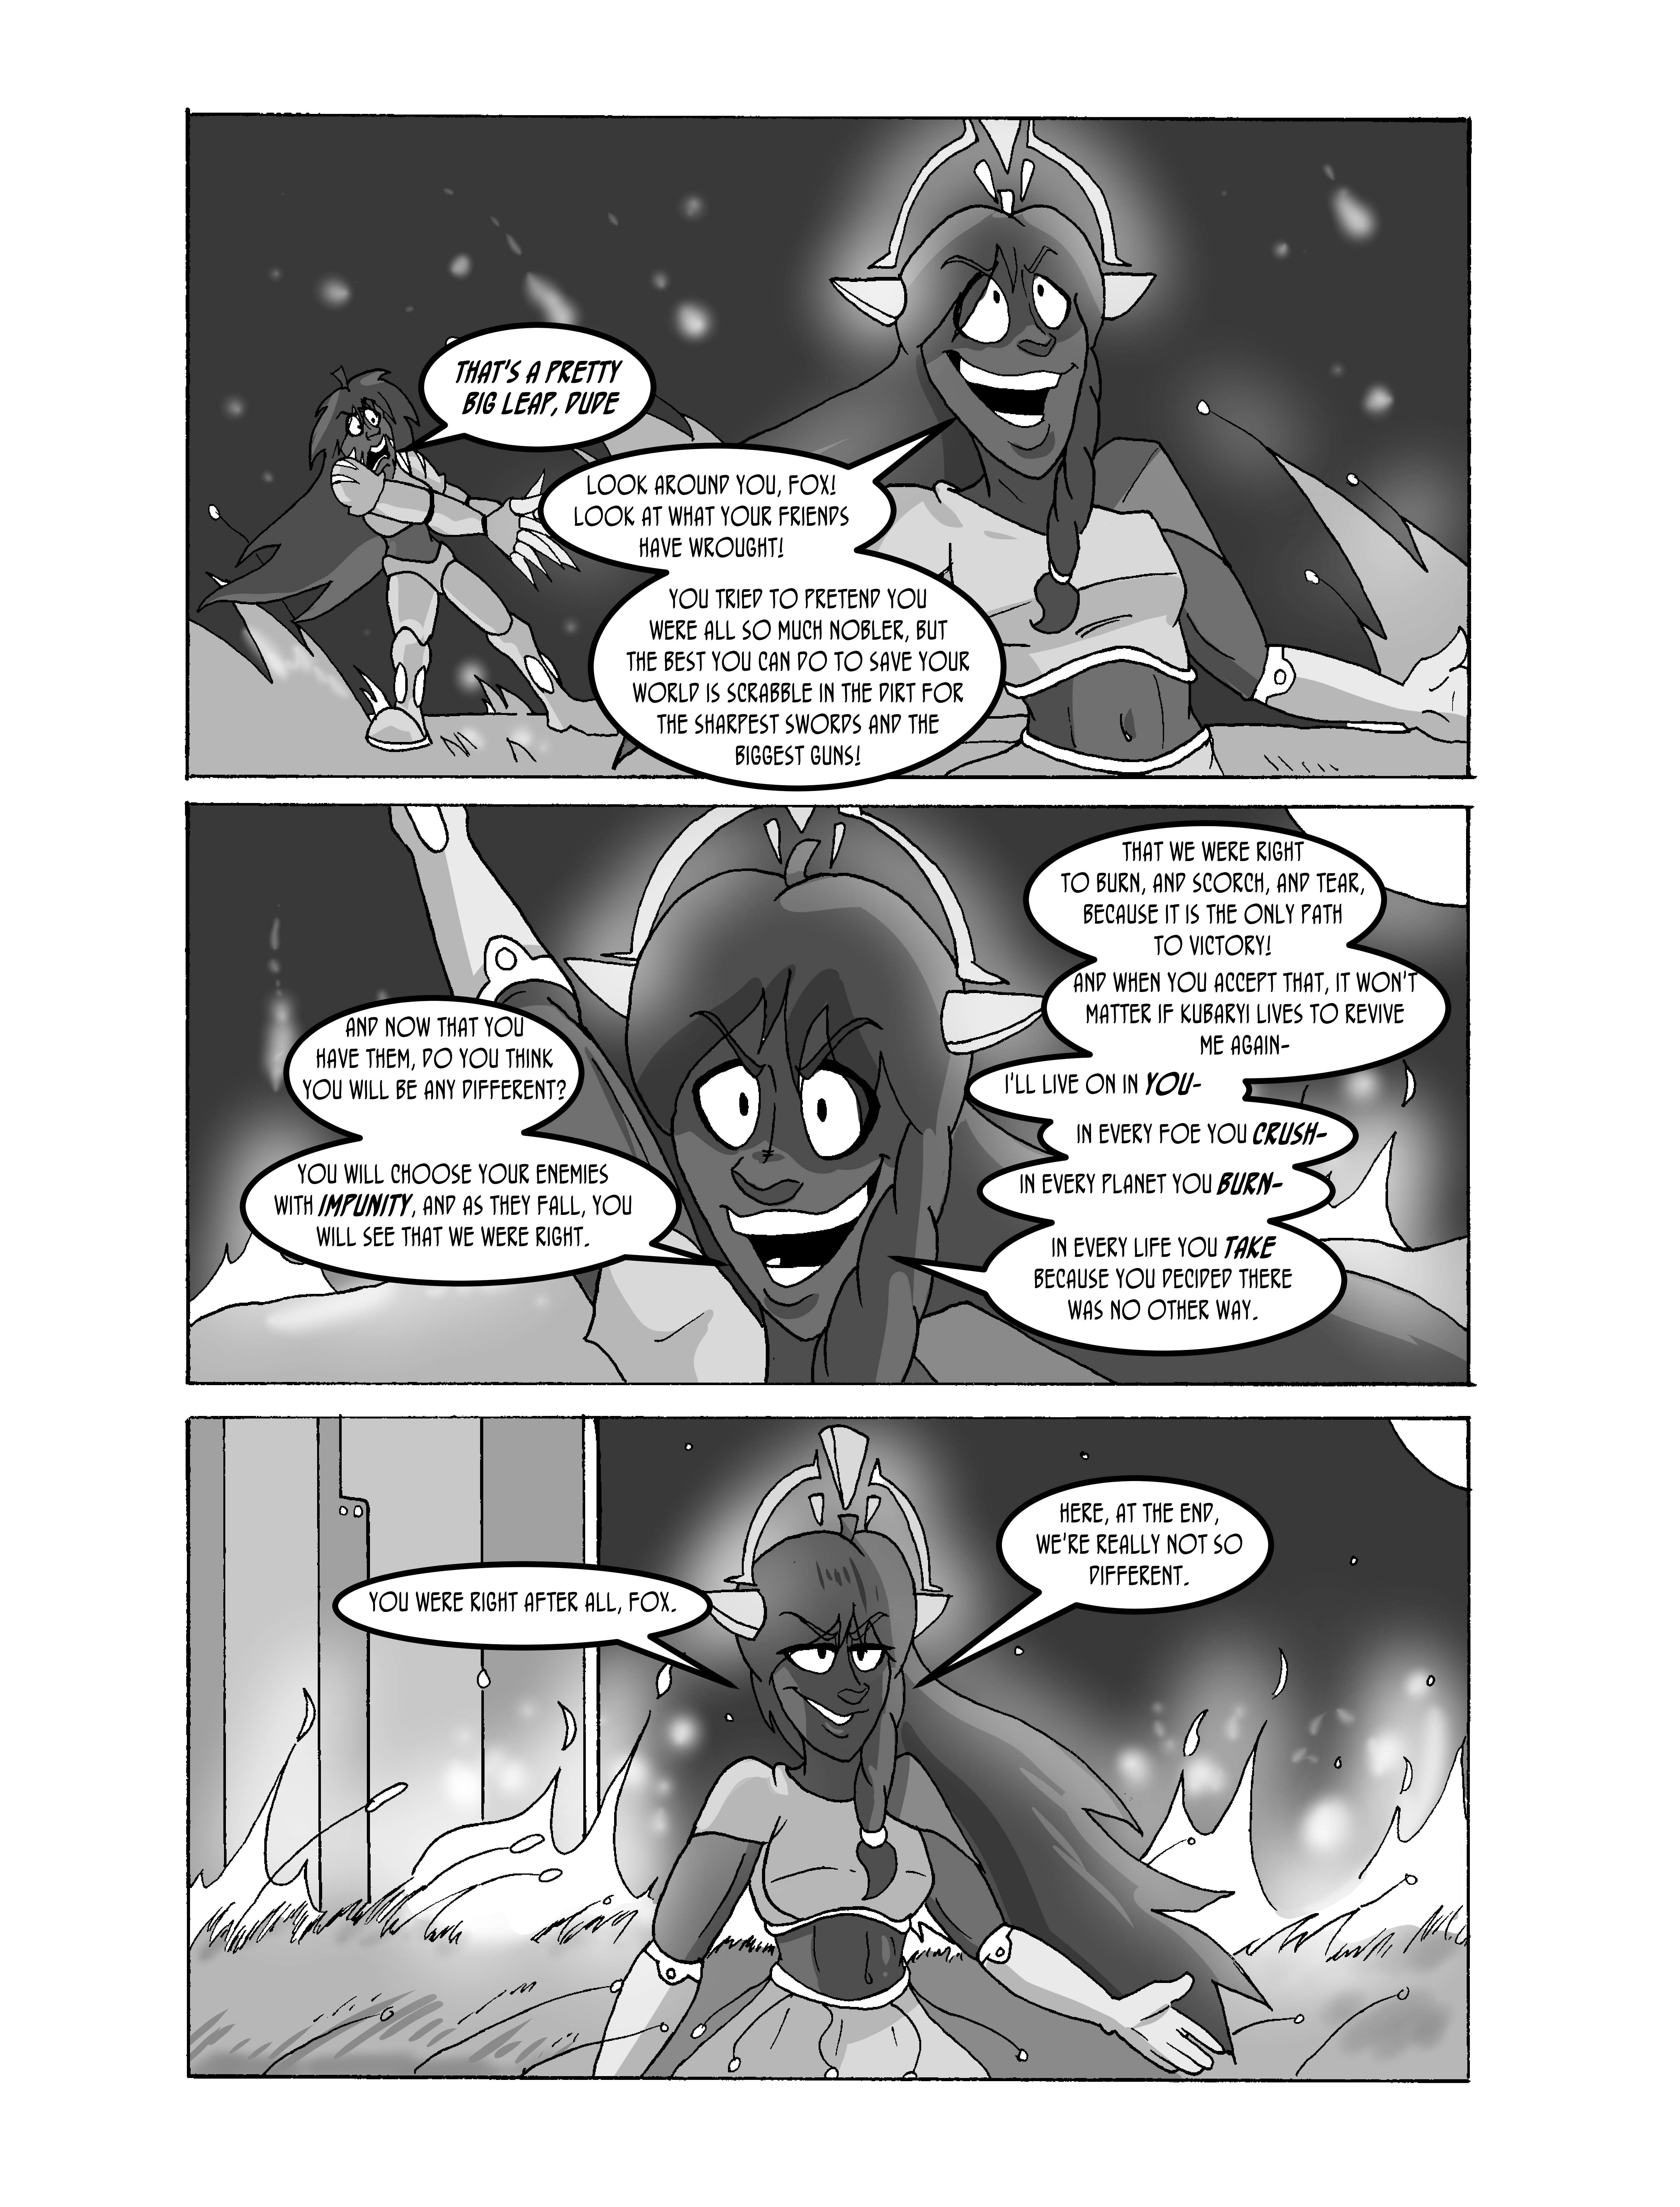 THAT'S A PRETTY
BIG LEAP, DUDE
LOOK AROUND YOU, FOX!
LOOK AT WHAT YOUR FRIENDS
HAVE WROUGHT!
YOU TRIED TO PRETEND YOU
WERE ALL SO MUCH NOBLER, BUT
THE BEST YOU CAN DO TO SAVE YOUR
WORLD IS SCRABBLE IN THE DIRT FOR
THE SHARPEST SWORDS AND THE
BIGGEST GUNS!
AND NOW THAT YOU
HAVE THEM, DO YOU THINK
YOU WILL BE ANY DIFFERENT?
YOU WILL CHOOSE YOUR ENEMIES
WITH IMPUNITY, AND AS THEY FALL, YOU
WILL SEE THAT WE WERE RIGHT.
THAT WE WERE RIGHT
TO BURN, AND SCORCH, AND TEAR,
BECAUSE IT IS THE ONLY PATH
TO VICTORY!
AND WHEN YOU ACCEPT THAT, IT WON'T
MATTER IF KUBARYI LIVES TO REVIVE
ME AGAIN-
I'LL LIVE ON IN YOU-
IN EVERY FOE YOU CRUSH-
IN EVERY PLANET YOU BURN-
IN EVERY LIFE YOU TAKE
BECAUSE YOU DECIDED THERE
WAS NO OTHER WAY.
YOU WERE RIGHT AFTER ALL, FOX.
HERE, AT THE END,
WE'RE REALLY NOT SO
DIFFERENT.